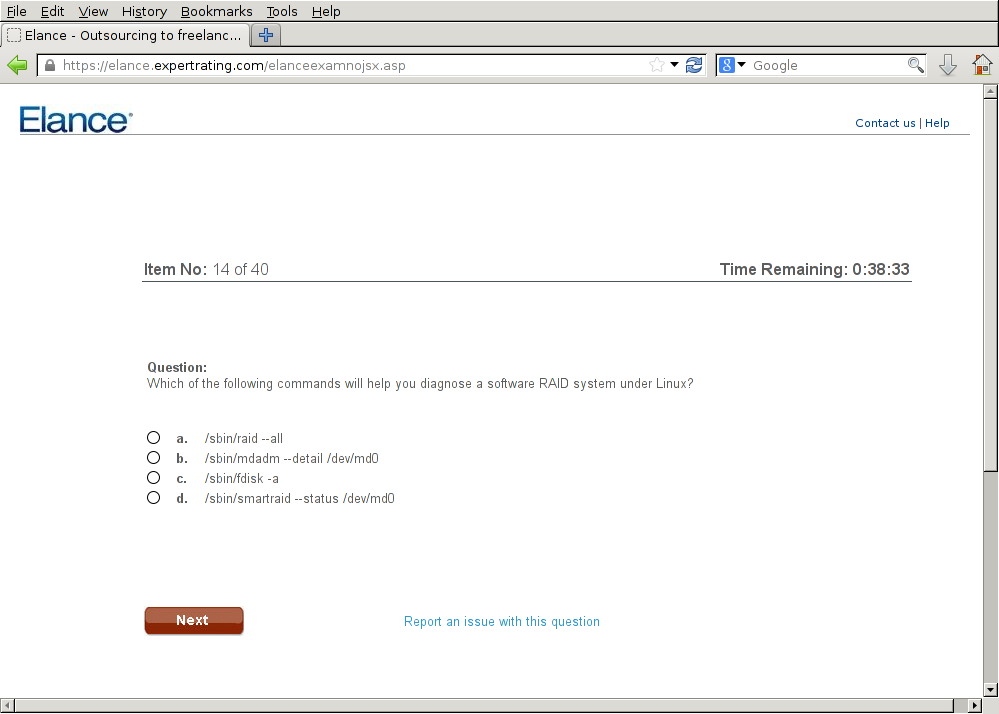 File Edit View History Bookmarks Tools Help
Elance - Outsourcing to freelanc...
https://elance.expertrating.com/elanceexamnojsx.asp
8 Google
Elance
Contact us | Help
Item No: 14 of 40
Time Remaining: 0:38:33
Question:
Which of the following commands will help you diagnose a software RAID system under Linux?
a. /sbin/raid --all
b. /sbin/mdadm --detail /dev/md0
c. /sbin/fdisk -a
d. /sbin/smartraid --status /dev/md0
Next
Report an issue with this question